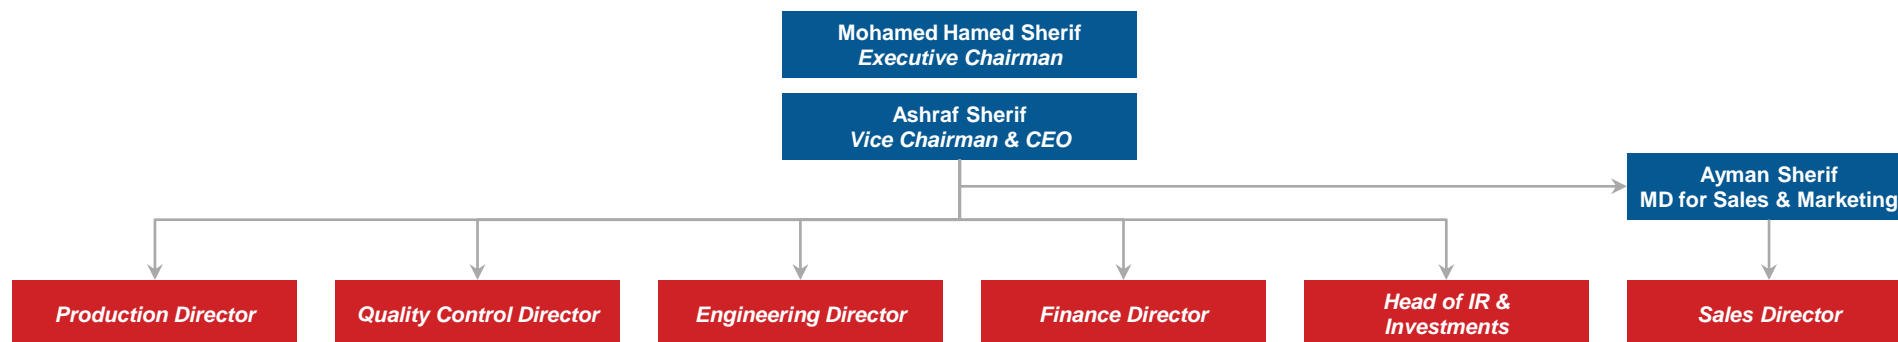 Mohamed Hamed Sherif
Executive Chairman
Ashraf Sherif
Vice Chairman & CEO
Ayman Sherif
MD for Sales & Marketing
Production Director
Quality Control Director
Engineering Director
Finance Director
Head of IR &
Investments
Sales Director